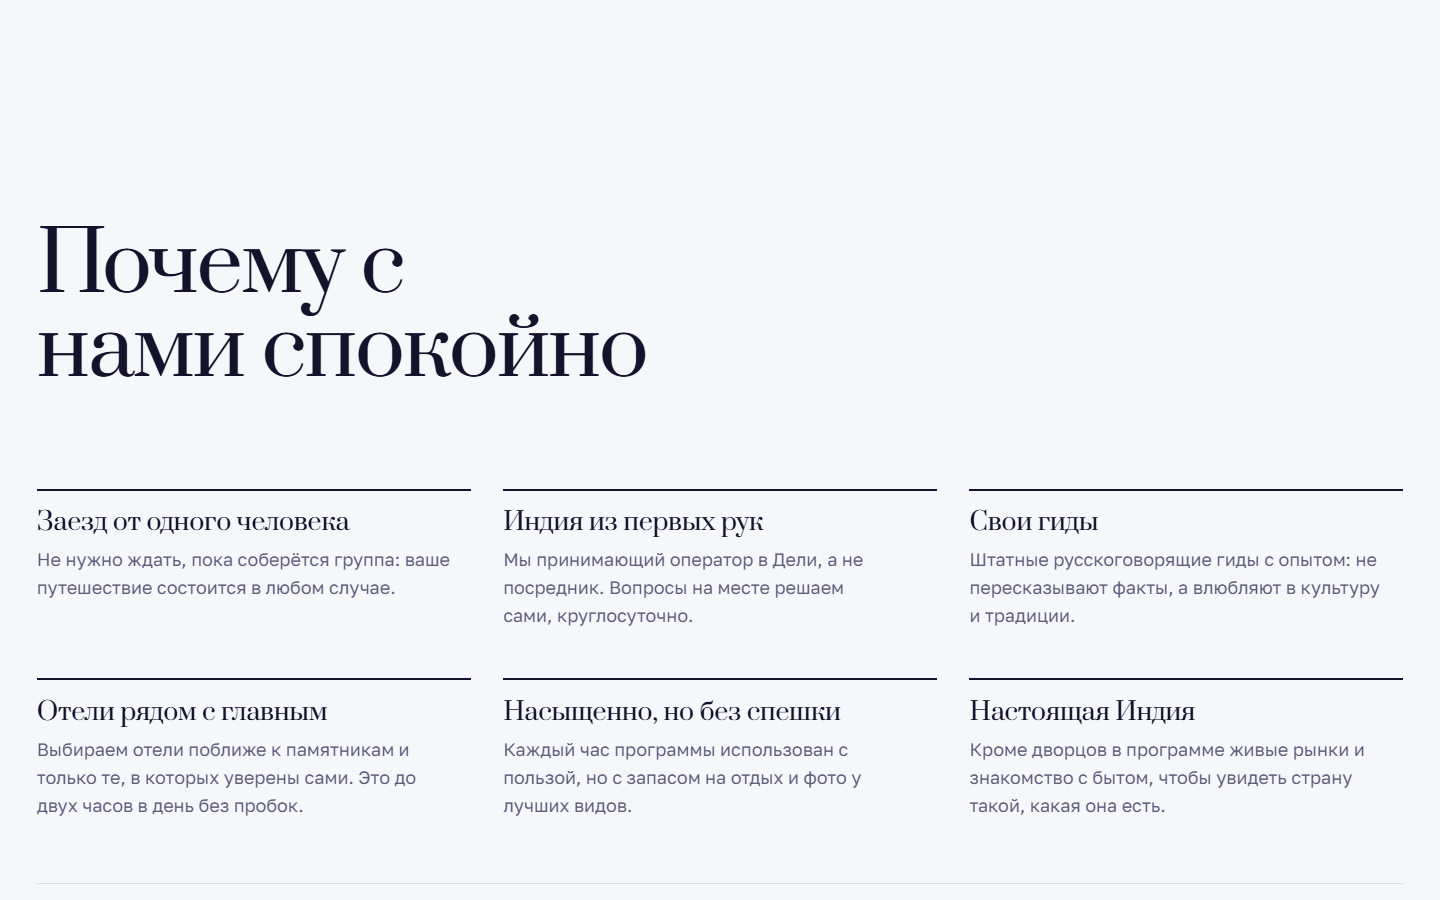 Почему с
нами спокойно
Заезд от одного человека
Не нужно ждать, пока соберётся группа: ваше
путешествие состоится в любом случае.
Индия из первых рук
Мы принимающий оператор в Дели, а не
посредник. Вопросы на месте решаем
сами, круглосуточно.
Свои гиды
Штатные русскоговорящие гиды с опытом: не
пересказывают факты, а влюбляют в культуру
и традиции.
Отели рядом с главным
Выбираем отели поближе к памятникам и
только те, в которых уверены сами. Это до
двух часов в день без пробок.
Насыщенно, но без спешки
Каждый час программы использован с
пользой, но с запасом на отдых и фото у
лучших видов.
Настоящая Индия
Кроме дворцов в программе живые рынки и
знакомство с бытом, чтобы увидеть страну
такой, какая она есть.